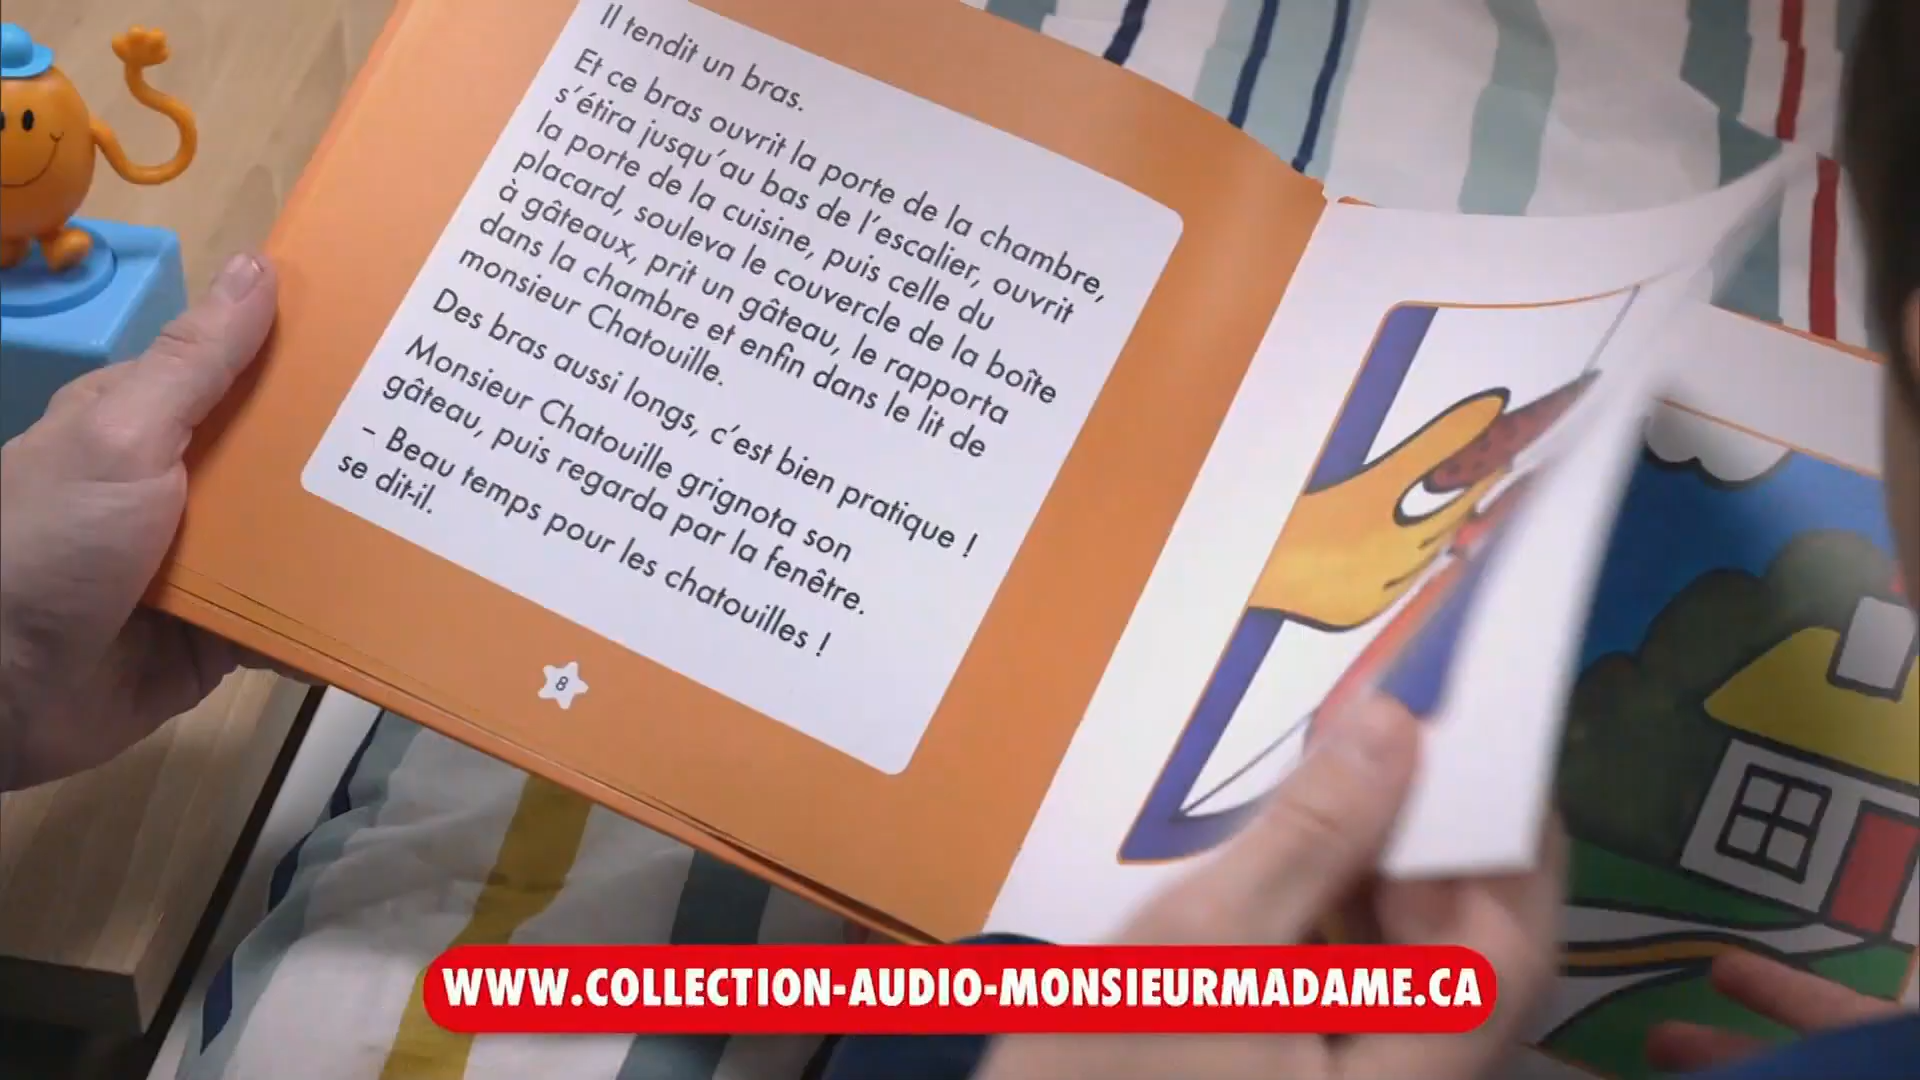 Il tendit un bras.
Et ce bras ouvrit la porte de la chambre,
s'étira jusqu'au bas de l'escalier, ouvrit
la porte de la cuisine, puis celle du
placard, souleva le couvercle de la boîte
à gâteaux, prit un gâteau, le rapporta
dans la chambre et enfin dans le lit de
monsieur Chatouille.
Des bras aussi longs, c'est bien pratique !
Monsieur Chatouille grignota son
gâteau, puis regarda par la fenêtre.
– Beau temps pour les chatouilles !
se dit-il.
8
WWW.COLLECTION-AUDIO-MONSIEURMADAME.CA